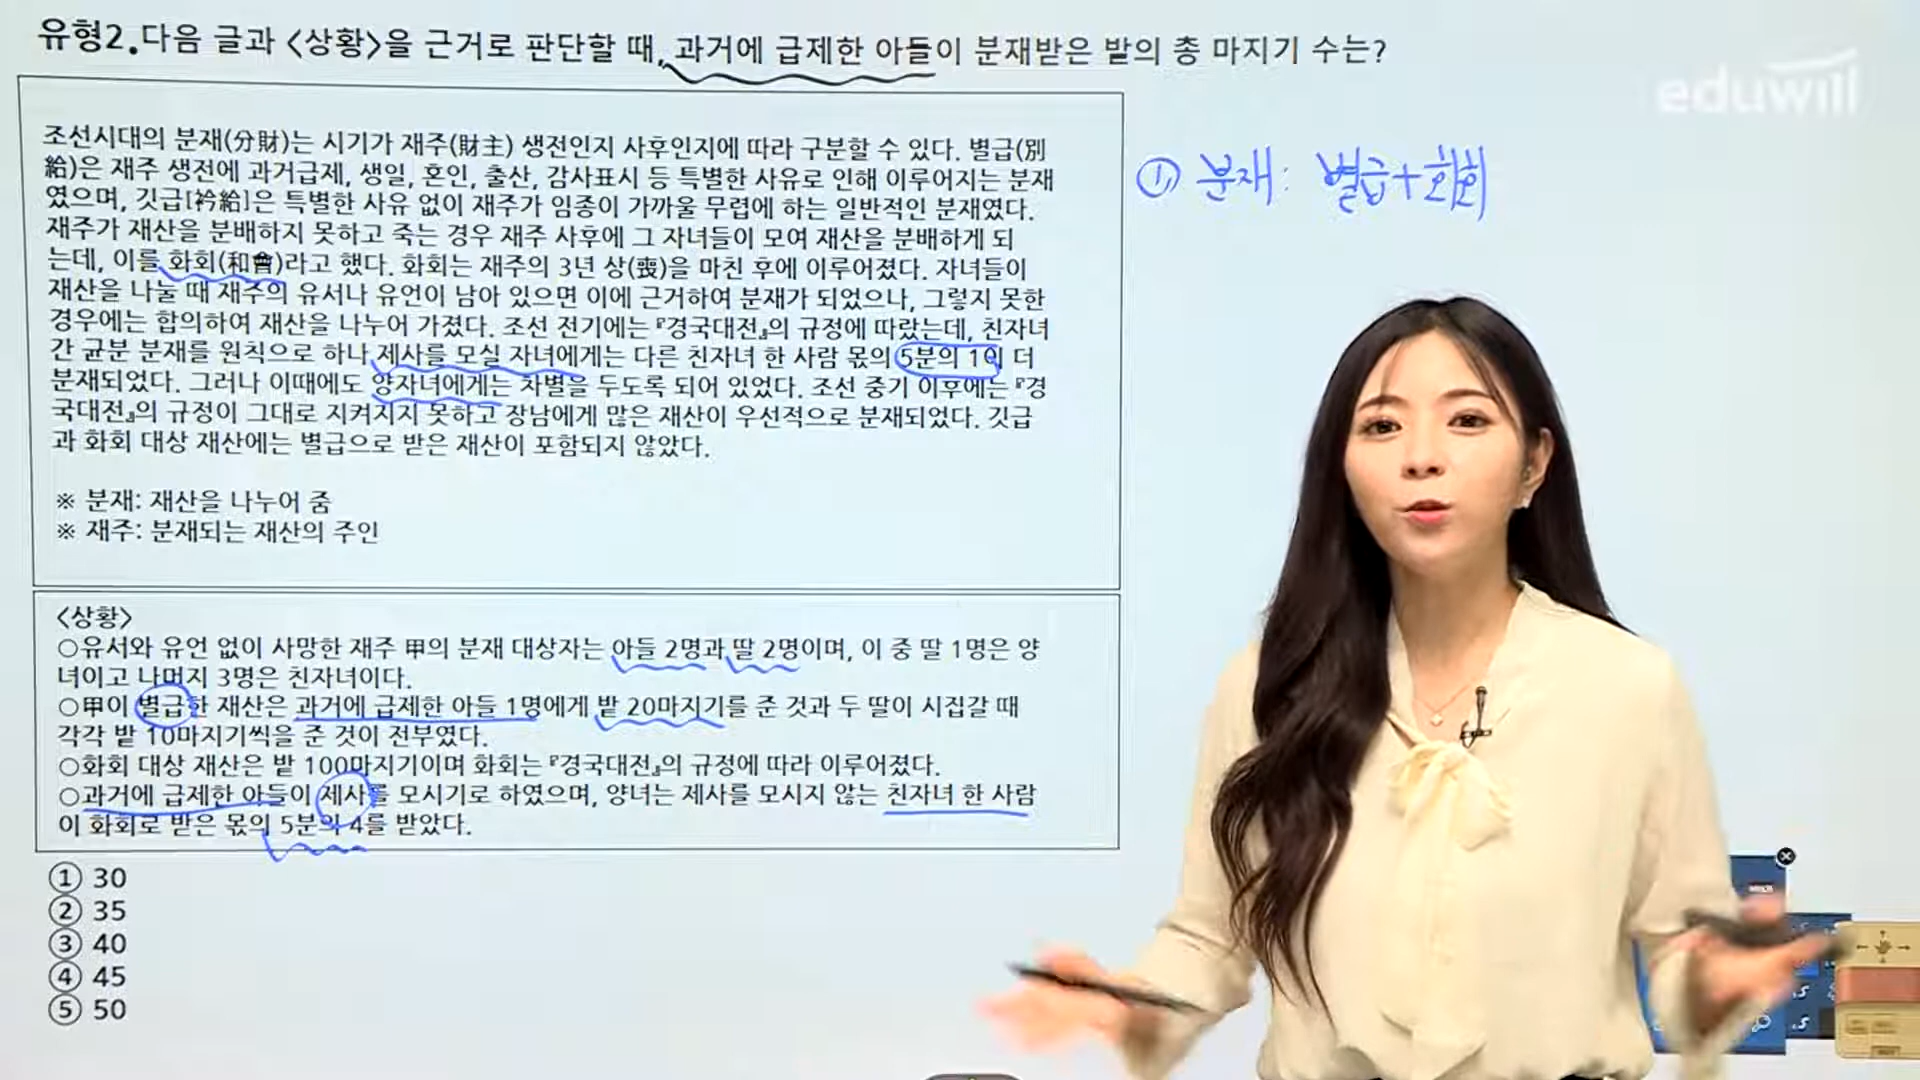 유형2.다음 글과 <상황>을 근거로 판단할 때, 과거에 급제한 아들이 분재받은 밭의 총 마지기 수는?
eduwill
조선시대의 분재(分財)는 시기가 재주(財主) 생전인지 사후인지에 따라 구분할 수 있다. 별급(別
給)은 재주 생전에 과거급제, 생일, 혼인, 출산, 감사표시 등 특별한 사유로 인해 이루어지는 분재
였으며, 깃급[衿給]은 특별한 사유 없이 재주가 임종이 가까울 무렵에 하는 일반적인 분재였다.
재주가 재산을 분배하지 못하고 죽는 경우 재주 사후에 그 자녀들이 모여 재산을 분배하게 되
는데, 이를 화회(和會)라고 했다. 화회는 재주의 3년 상(喪)을 마친 후에 이루어졌다. 자녀들이
재산을 나눌 때 재주의 유서나 유언이 남아 있으면 이에 근거하여 분재가 되었으나, 그렇지 못한
경우에는 합의하여 재산을 나누어 가졌다. 조선 전기에는 『경국대전』의 규정에 따랐는데, 친자녀
간 균분 분재를 원칙으로 하나 제사를 모실 자녀에게는 다른 친자녀 한 사람 몫의 5분의 1이 더
분재되었다. 그러나 이때에도 양자녀에게는 차별을 두도록 되어 있었다. 조선 중기 이후에는 『경
국대전』의 규정이 그대로 지켜지지 못하고 장남에게 많은 재산이 우선적으로 분재되었다. 깃급
과 화회 대상 재산에는 별급으로 받은 재산이 포함되지 않았다.
※ 분재: 재산을 나누어 줌
※ 재주: 분재되는 재산의 주인
① 분재: 별급+화회
<상황>
○유서와 유언 없이 사망한 재주 甲의 분재 대상자는 아들 2명과 딸 2명이며, 이 중 딸 1명은 양
녀이고 나머지 3명은 친자녀이다.
○甲이 별급한 재산은 과거에 급제한 아들 1명에게 밭 20마지기를 준 것과 두 딸이 시집갈 때
각각 밭 10마지기씩을 준 것이 전부였다.
○화회 대상 재산은 밭 100마지기이며 화회는 『경국대전』의 규정에 따라 이루어졌다.
○과거에 급제한 아들이 제사를 모시기로 하였으며, 양녀는 제사를 모시지 않는 친자녀 한 사람
이 화회로 받은 몫의 5분의 4를 받았다.
① 30
② 35
③ 40
④ 45
⑤ 50